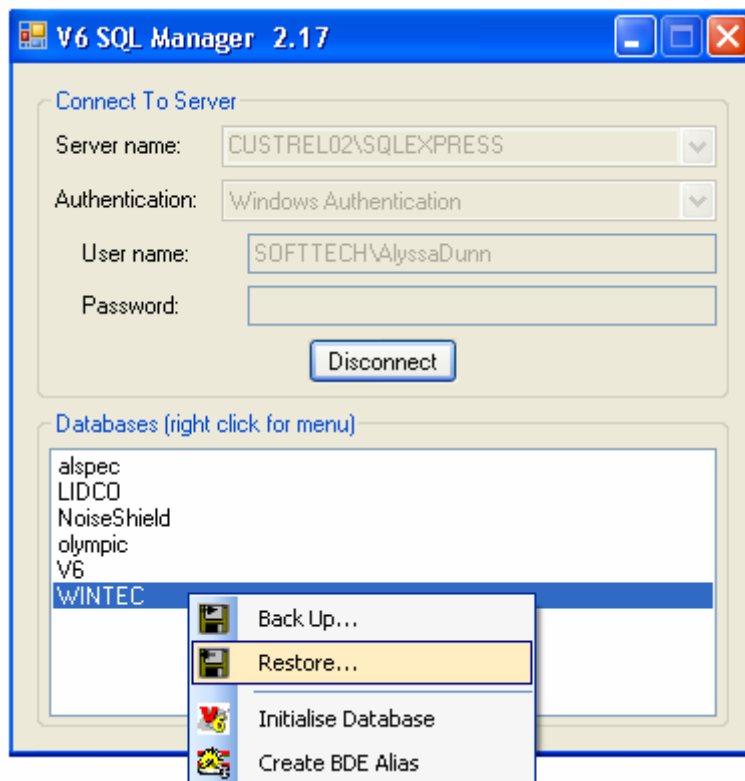 V6 SQL Manager 2.17
Connect To Server
Server name: CUSTREL02\SQLEXPRESS
Authentication: Windows Authentication
User name: SOFTTECH\AlyssaDunn
Password:
Disconnect
Databases (right click for menu)
alspec
LIDCO
NoiseShield
olympic
V6
WINTEC
Back Up...
Restore...
Initialise Database
Create BDE Alias